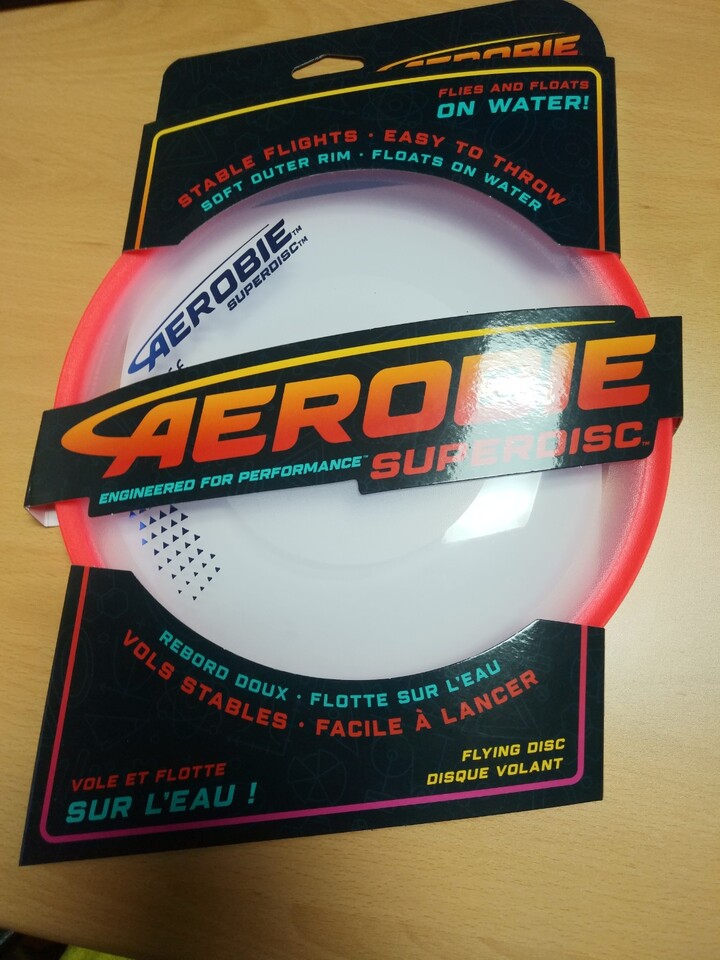 AEROBIE
FLIES AND FLOATS
ON WATER!
STABLE FLIGHTS · EASY TO THROW
SOFT OUTER RIM · FLOATS ON WATER
AEROBIE™
SUPERDISC™
CE
AEROBIE
SUPERDISC™
ENGINEERED FOR PERFORMANCE™
REBORD DOUX · FLOTTE SUR L'EAU
VOLS STABLES · FACILE À LANCER
VOLE ET FLOTTE
SUR L'EAU !
FLYING DISC
DISQUE VOLANT